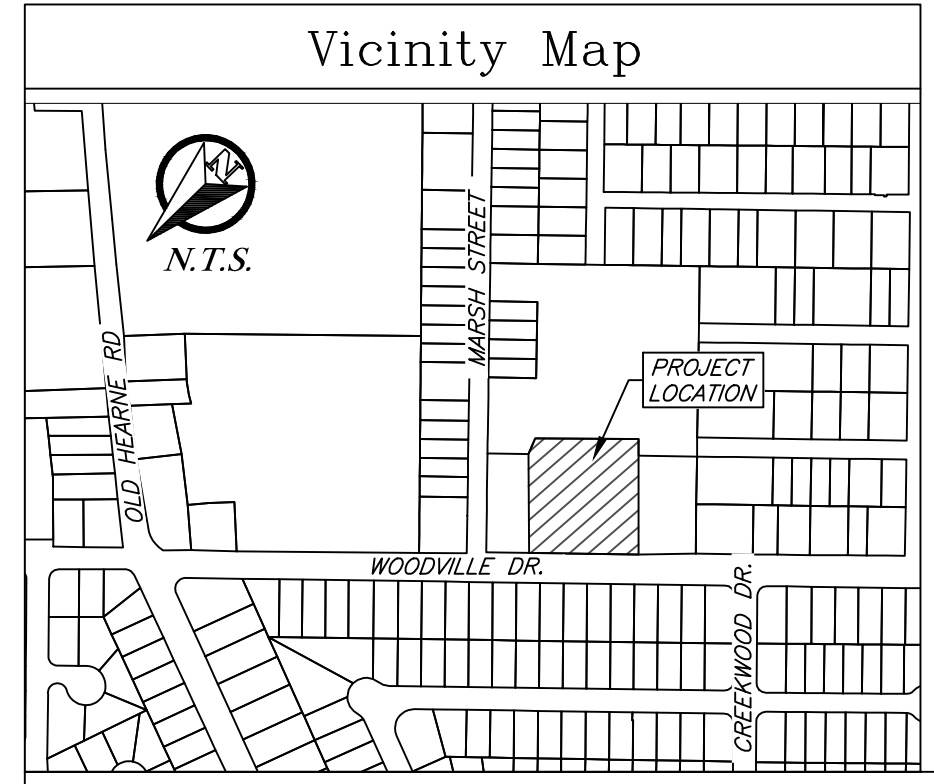 Vicinity Map
N
N.T.S.
MARSH STREET
OLD HEARNE RD
PROJECT
LOCATION
WOODVILLE DR.
CREEKWOOD DR.